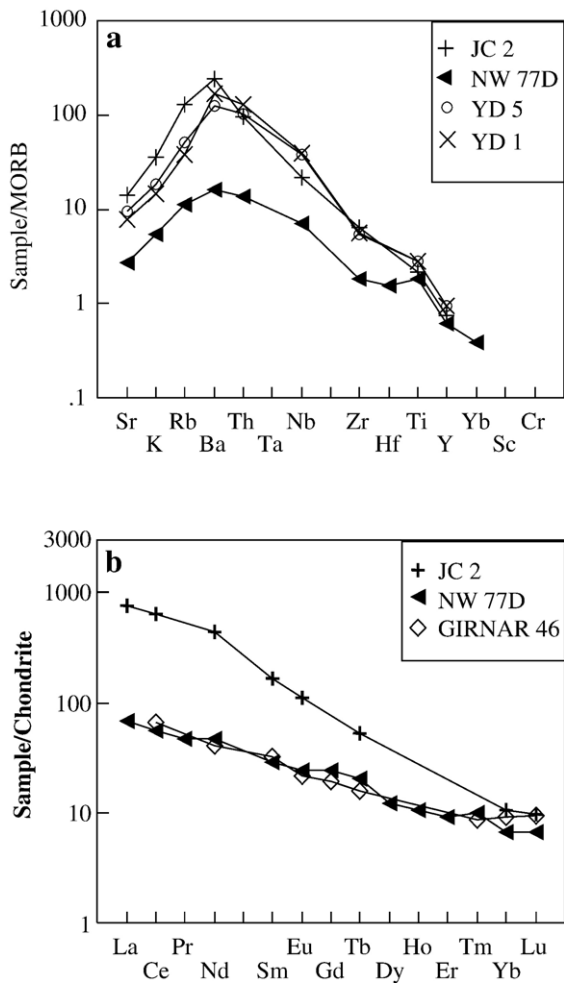 1000
a
JC 2
NW 77D
YD 5
YD 1
100
10
1
.1
Sample/MORB
Sr Rb Th Nb Zr Ti Yb Cr
K Ba Ta Hf Y Sc
3000
b
JC 2
NW 77D
GIRNAR 46
1000
100
10
1
Sample/Chondrite
La Pr Eu Tb Ho Tm Lu
Ce Nd Sm Gd Dy Er Yb